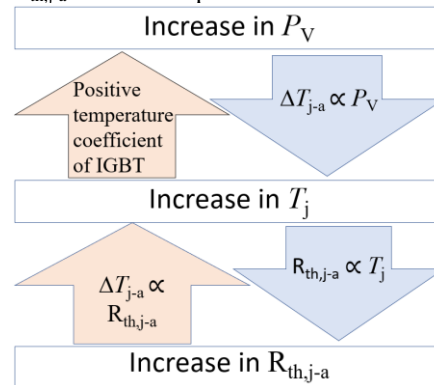 Increase in P_V
Positive
temperature
coefficient
of IGBT
ΔT_j-a ∝ P_V
Increase in T_j
ΔT_j-a ∝
R_th,j-a
R_th,j-a ∝ T_j
Increase in R_th,j-a